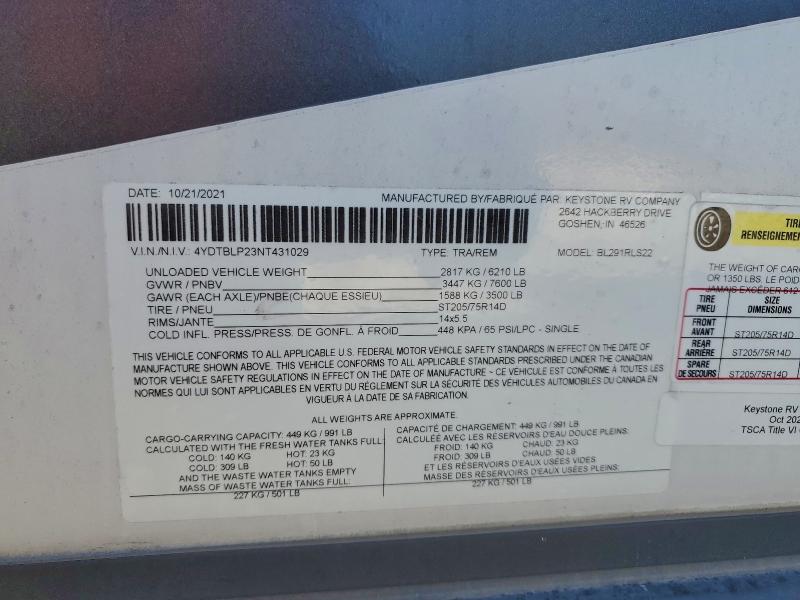 DATE: 10/21/2021
MANUFACTURED BY/FABRIQUÉ PAR: KEYSTONE RV COMPANY
2642 HACKBERRY DRIVE
GOSHEN, IN 46526
V.I.N./N.I.V.: 4YDTBLP23NT431029
TYPE: TRA/REM
MODEL: BL291RLS22
UNLOADED VEHICLE WEIGHT 2817 KG / 6210 LB
GVWR / PNBV 3447 KG / 7600 LB
GAWR (EACH AXLE)/PNBE(CHAQUE ESSIEU) 1588 KG / 3500 LB
TIRE / PNEU ST205/75R14D
RIMS/JANTE 14x5.5
COLD INFL. PRESS/PRESS. DE GONFL. À FROID 448 KPA / 65 PSI/LPC - SINGLE
THIS VEHICLE CONFORMS TO ALL APPLICABLE U.S. FEDERAL MOTOR VEHICLE SAFETY STANDARDS IN EFFECT ON THE DATE OF
MANUFACTURE SHOWN ABOVE. THIS VEHICLE CONFORMS TO ALL APPLICABLE STANDARDS PRESCRIBED UNDER THE CANADIAN
MOTOR VEHICLE SAFETY REGULATIONS IN EFFECT ON THE DATE OF MANUFACTURE ~ CE VÉHICULE EST CONFORME À TOUTES LES
NORMES QUI LUI SONT APPLICABLES EN VERTU DU RÉGLEMENT SUR LA SÉCURITÉ DES VÉHICULES AUTOMOBILES DU CANADA EN
VIGUEUR À LA DATE DE SA FABRICATION.
ALL WEIGHTS ARE APPROXIMATE.
CARGO-CARRYING CAPACITY: 449 KG / 991 LB
CALCULATED WITH THE FRESH WATER TANKS FULL:
COLD: 140 KG HOT: 23 KG
COLD: 309 LB HOT: 50 LB
AND THE WASTE WATER TANKS EMPTY
MASS OF WASTE WATER TANKS FULL:
227 KG / 501 LB
CAPACITÉ DE CHARGEMENT: 449 KG / 991 LB
CALCULÉE AVEC LES RÉSERVOIRS D'EAU DOUCE PLEINS:
FROID: 140 KG CHAUD: 23 KG
FROID: 309 LB CHAUD: 50 LB
ET LES RÉSERVOIRS D'EAUX USÉES VIDES.
MASSE DES RÉSERVOIRS D'EAUX USÉES PLEINS:
227 KG / 501 LB
TIRE
RENSEIGNEMEN
THE WEIGHT OF CARG
OU 1350 LBS. LE POID
JAMAIS EXCÉDER 612
TIRE SIZE
PNEU DIMENSIONS
FRONT
AVANT ST205/75R14D
REAR
ARRIÈRE ST205/75R14D
SPARE
DE SECOURS ST205/75R14D
Keystone RV
Oct 202
TSCA Title VI